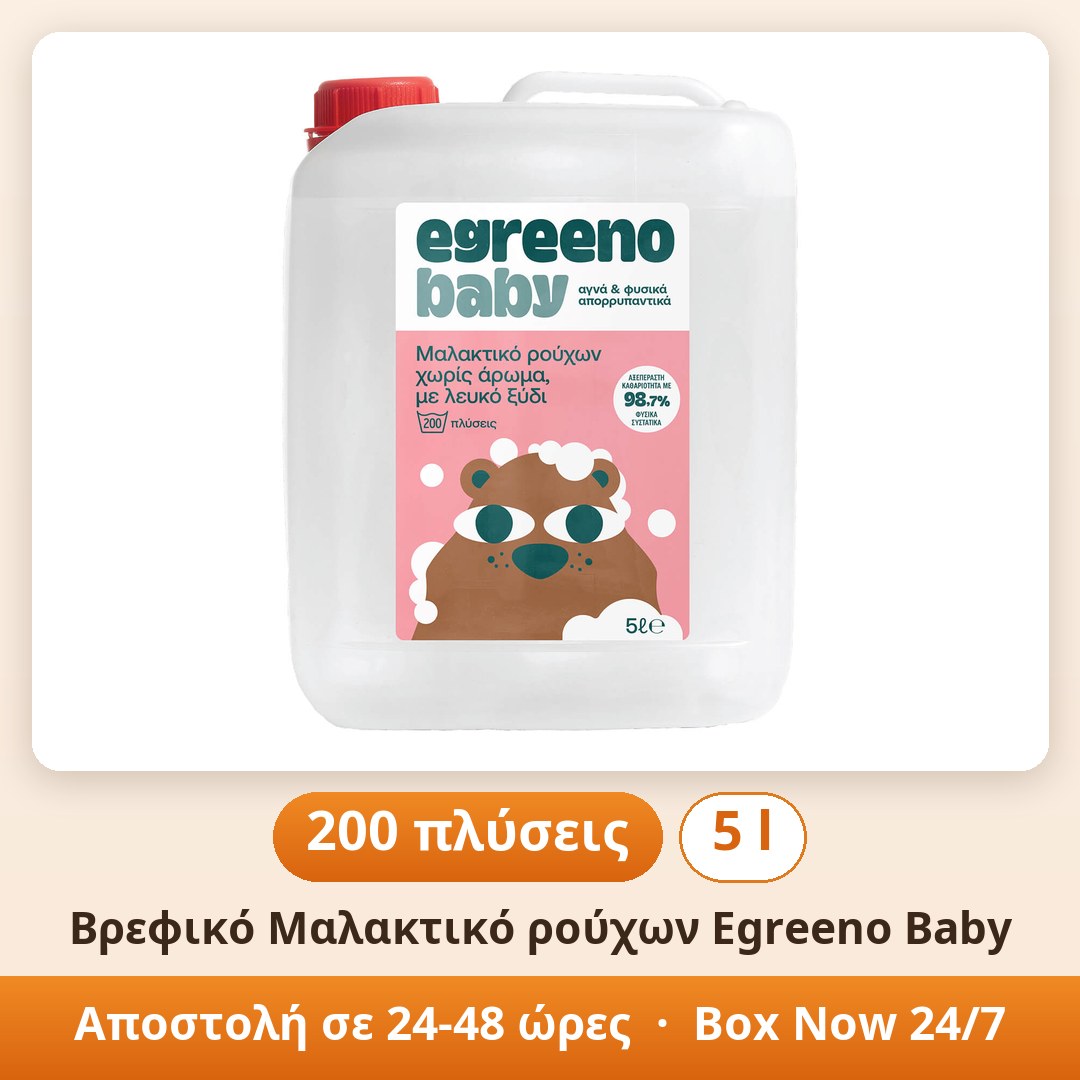 egreeno
baby
αγνά & φυσικά
απορρυπαντικά
Μαλακτικό ρούχων
χωρίς άρωμα,
με λευκό ξύδι
200 πλύσεις
ΑΞΕΠΕΡΑΣΤΗ
ΚΑΘΑΡΙΟΤΗΤΑ ΜΕ
98,7%
ΦΥΣΙΚΑ
ΣΥΣΤΑΤΙΚΑ
5ℓ℮
200 πλύσεις
5 l
Βρεφικό Μαλακτικό ρούχων Egreeno Baby
Αποστολή σε 24-48 ώρες · Box Now 24/7